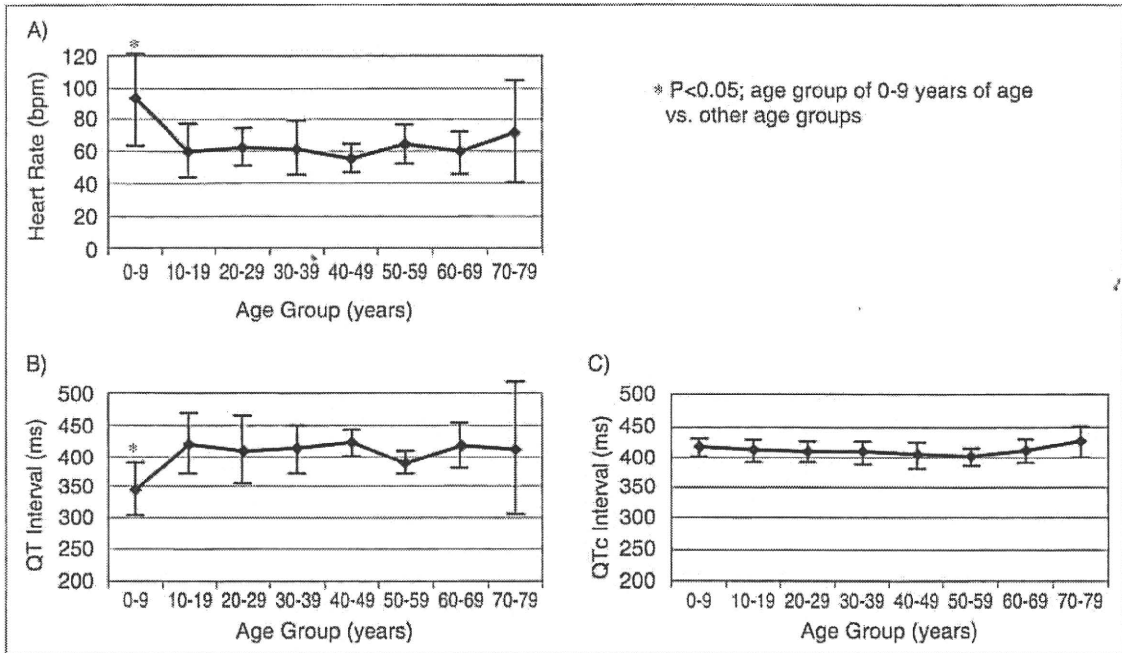 A)
*
120
100
80
60
40
20
0
Heart Rate (bpm)
0-9 10-19 20-29 30-39 40-49 50-59 60-69 70-79
Age Group (years)
* P<0.05; age group of 0-9 years of age
vs. other age groups
B)
500
450
400
350
300
250
200
*
QT Interval (ms)
0-9 10-19 20-29 30-39 40-49 50-59 60-69 70-79
Age Group (years)
C)
500
450
400
350
300
250
200
QTc Interval (ms)
0-9 10-19 20-29 30-39 40-49 50-59 60-69 70-79
Age Group (years)